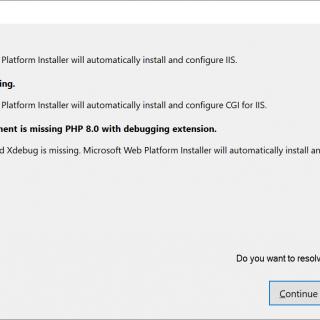 Platform Installer will automatically install and configure IIS.
ing.
Platform Installer will automatically install and configure CGI for IIS.
ment is missing PHP 8.0 with debugging extension.
d Xdebug is missing. Microsoft Web Platform Installer will automatically install an
Do you want to resolv
Continue